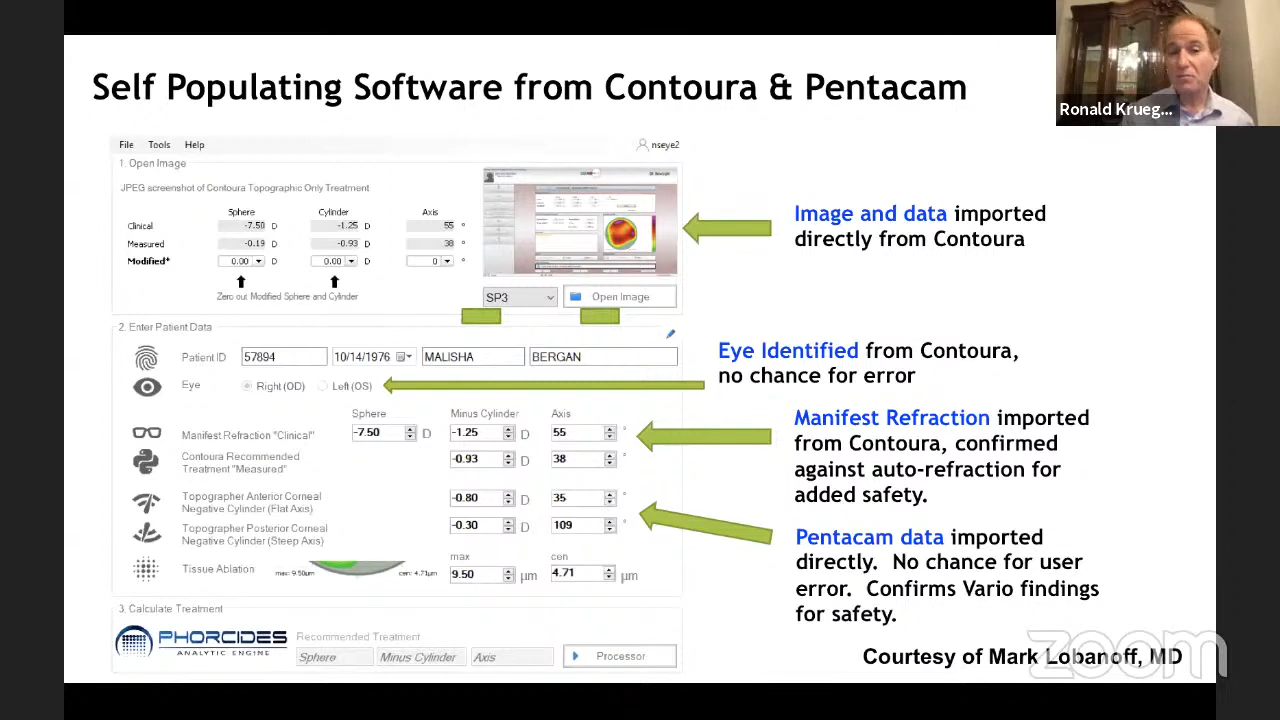 Self Populating Software from Contoura & Pentacam
Ronald Krueg...
File Tools Help
nseye2
1. Open Image
JPEG screenshot of Contoura Topographic Only Treatment
Sphere Cylinder Axis
Clinical -7.50 D -1.25 D 55 °
Measured -0.19 D -0.93 D 38 °
Modified* 0.00 D 0.00 D 0 °
Zero out Modified Sphere and Cylinder
SP3 Open Image
Image and data imported
directly from Contoura
2. Enter Patient Data
Patient ID 57894 10/14/1976 MALISHA BERGAN
Eye Right (OD) Left (OS)
Eye Identified from Contoura,
no chance for error
Sphere Minus Cylinder Axis
Manifest Refraction "Clinical" -7.50 D -1.25 D 55 °
Contoura Recommended
Treatment "Measured" -0.93 D 38 °
Manifest Refraction imported
from Contoura, confirmed
against auto-refraction for
added safety.
Topographer Anterior Corneal
Negative Cylinder (Flat Axis) -0.80 D 35 °
Topographer Posterior Corneal
Negative Cylinder (Steep Axis) -0.30 D 109 °
max cen
Tissue Ablation max: 9.50µm cen: 4.71µm 9.50 µm 4.71 µm
Pentacam data imported
directly. No chance for user
error. Confirms Vario findings
for safety.
3. Calculate Treatment
PHORCIDES
ANALYTIC ENGINE
Recommended Treatment
Sphere Minus Cylinder Axis Processor
Courtesy of Mark Lobanoff, MD
zoom